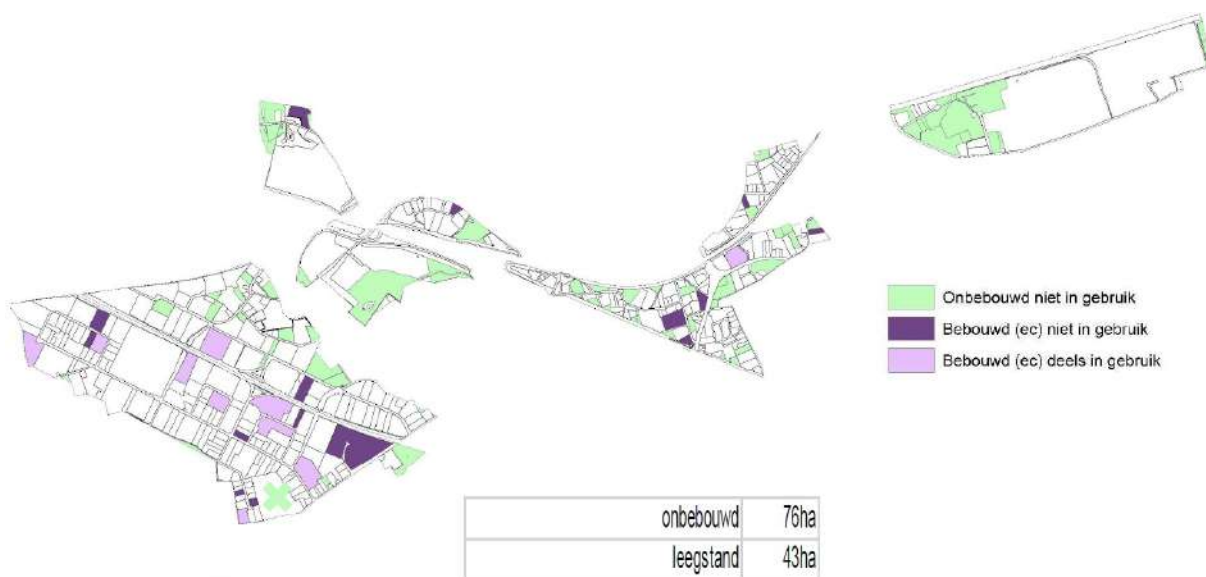 Onbebouwd niet in gebruik
Bebouwd (ec) niet in gebruik
Bebouwd (ec) deels in gebruik
onbebouwd 76ha
leegstand 43ha